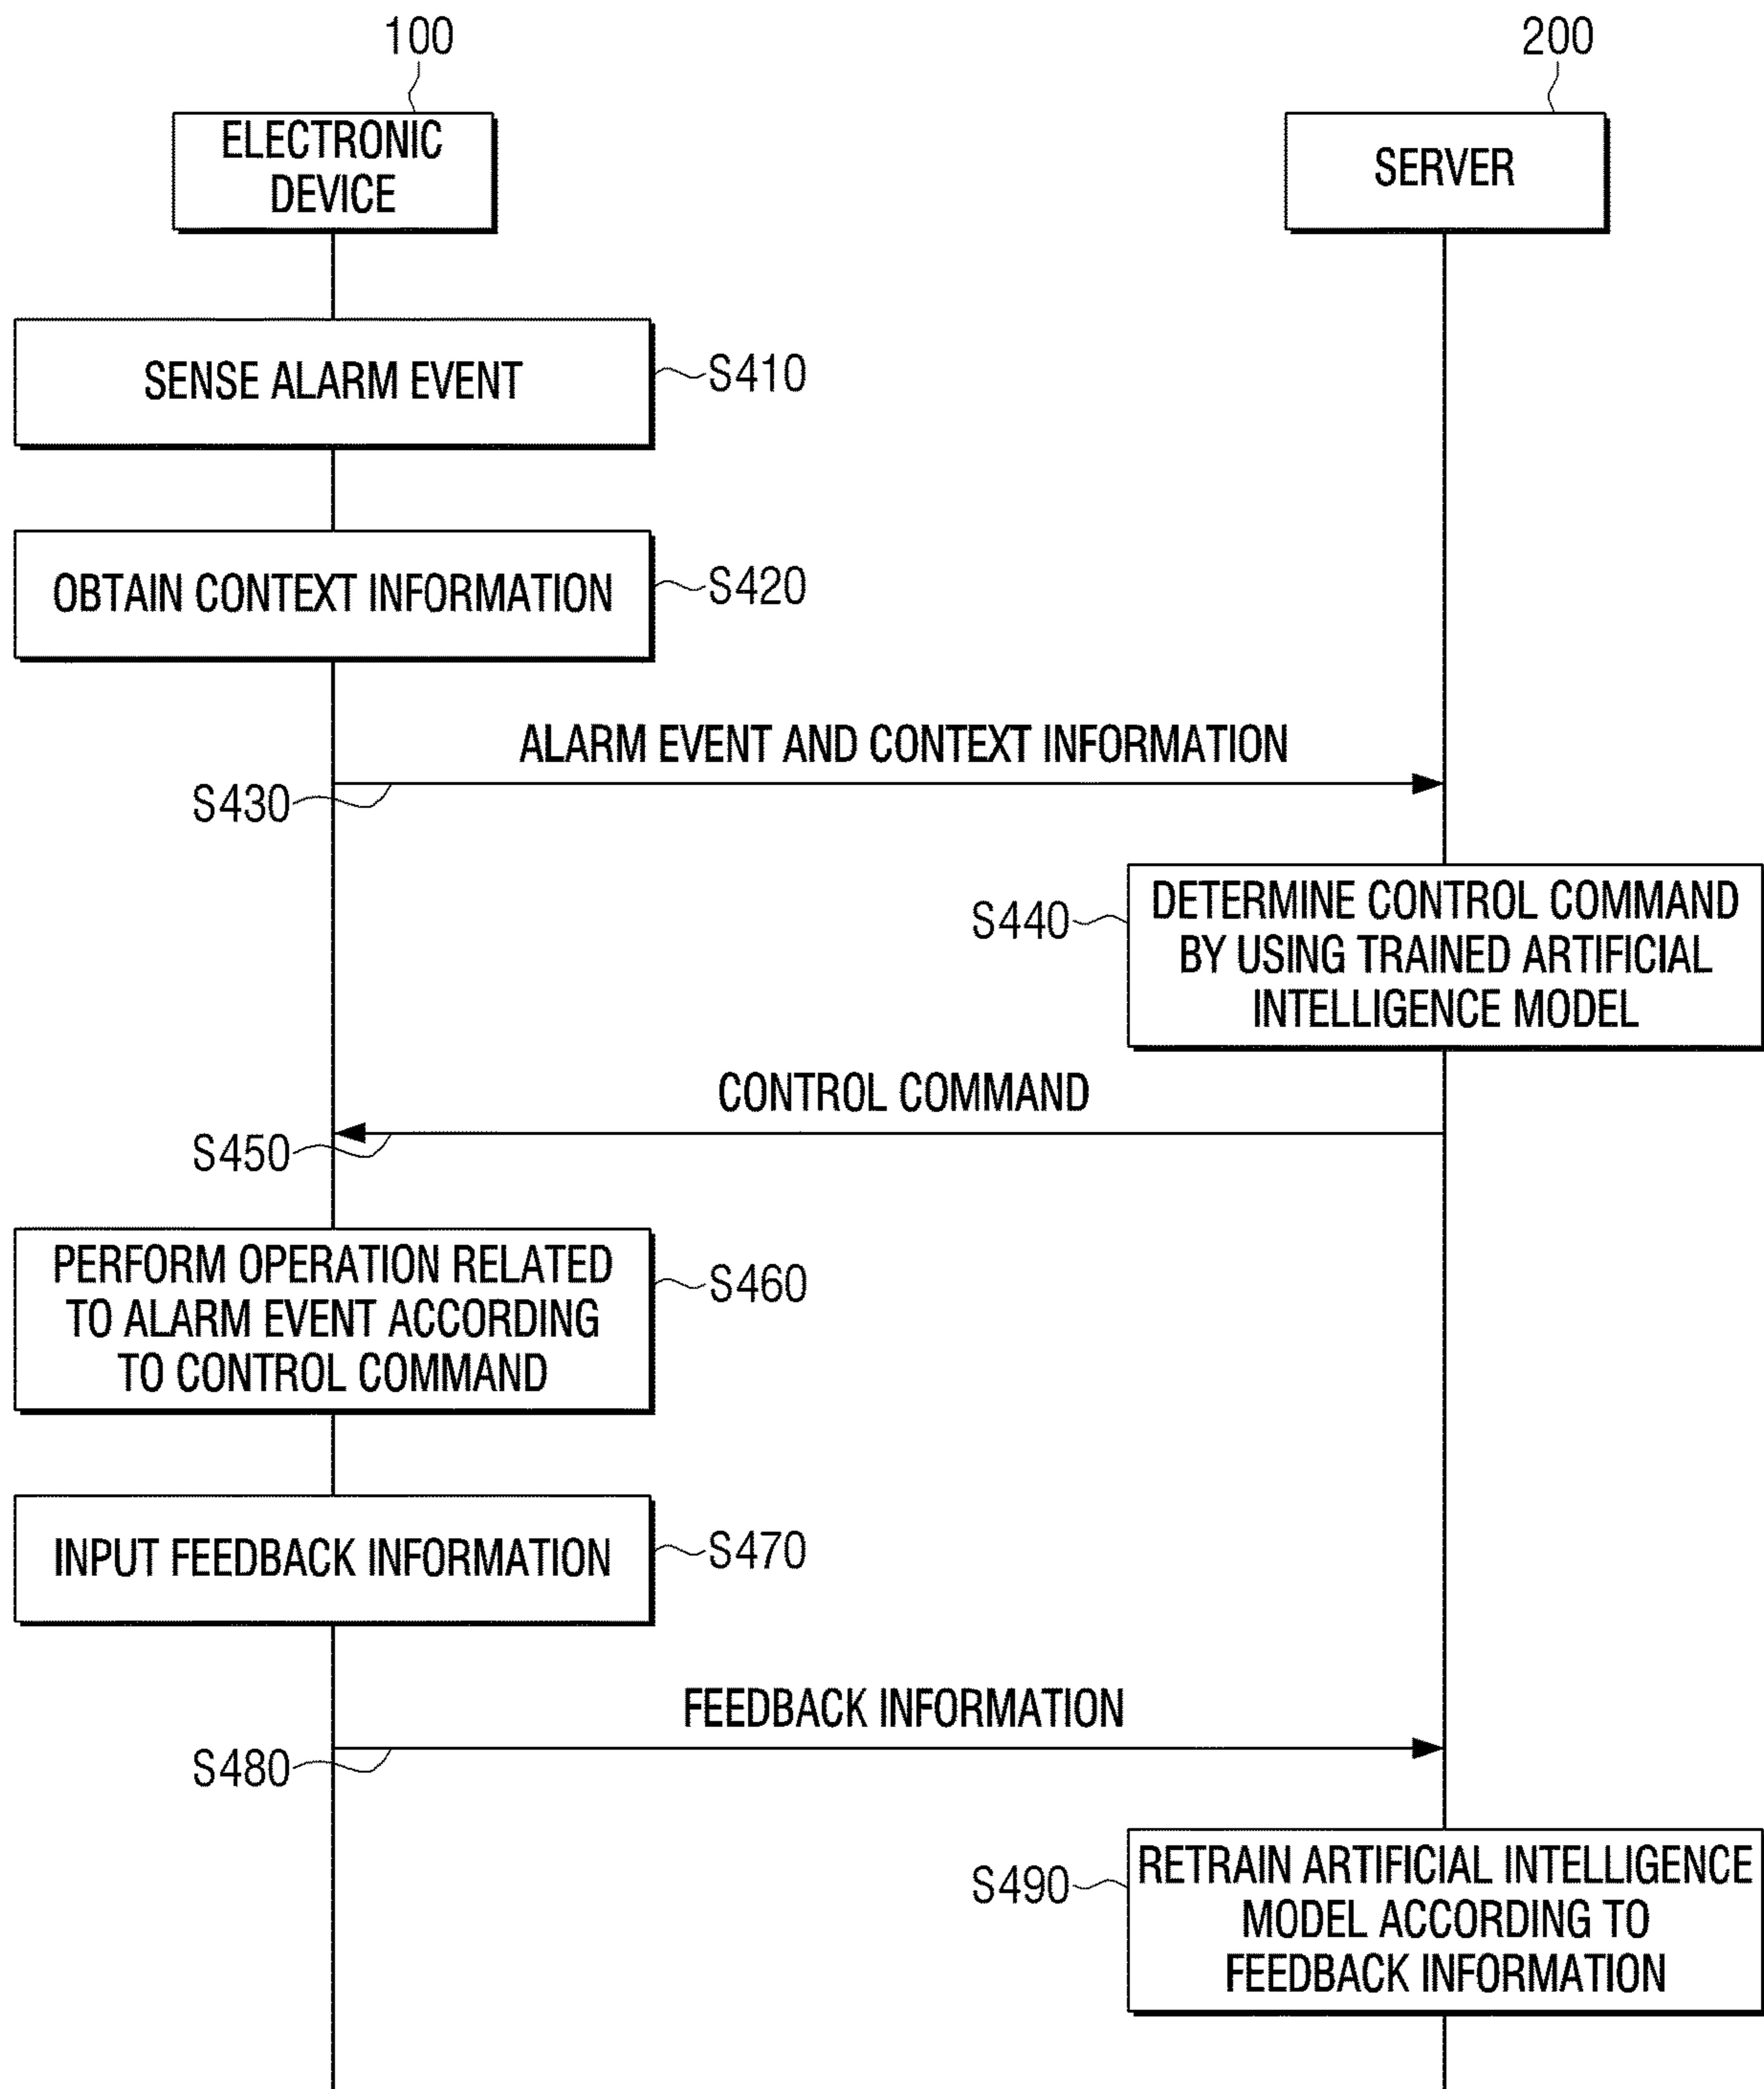 100
200
ELECTRONIC
DEVICE
SERVER
SENSE ALARM EVENT
S410
OBTAIN CONTEXT INFORMATION
S420
ALARM EVENT AND CONTEXT INFORMATION
S430
S440
DETERMINE CONTROL COMMAND
BY USING TRAINED ARTIFICIAL
INTELLIGENCE MODEL
CONTROL COMMAND
S450
PERFORM OPERATION RELATED
TO ALARM EVENT ACCORDING
TO CONTROL COMMAND
S460
INPUT FEEDBACK INFORMATION
S470
FEEDBACK INFORMATION
S480
S490
RETRAIN ARTIFICIAL INTELLIGENCE
MODEL ACCORDING TO
FEEDBACK INFORMATION